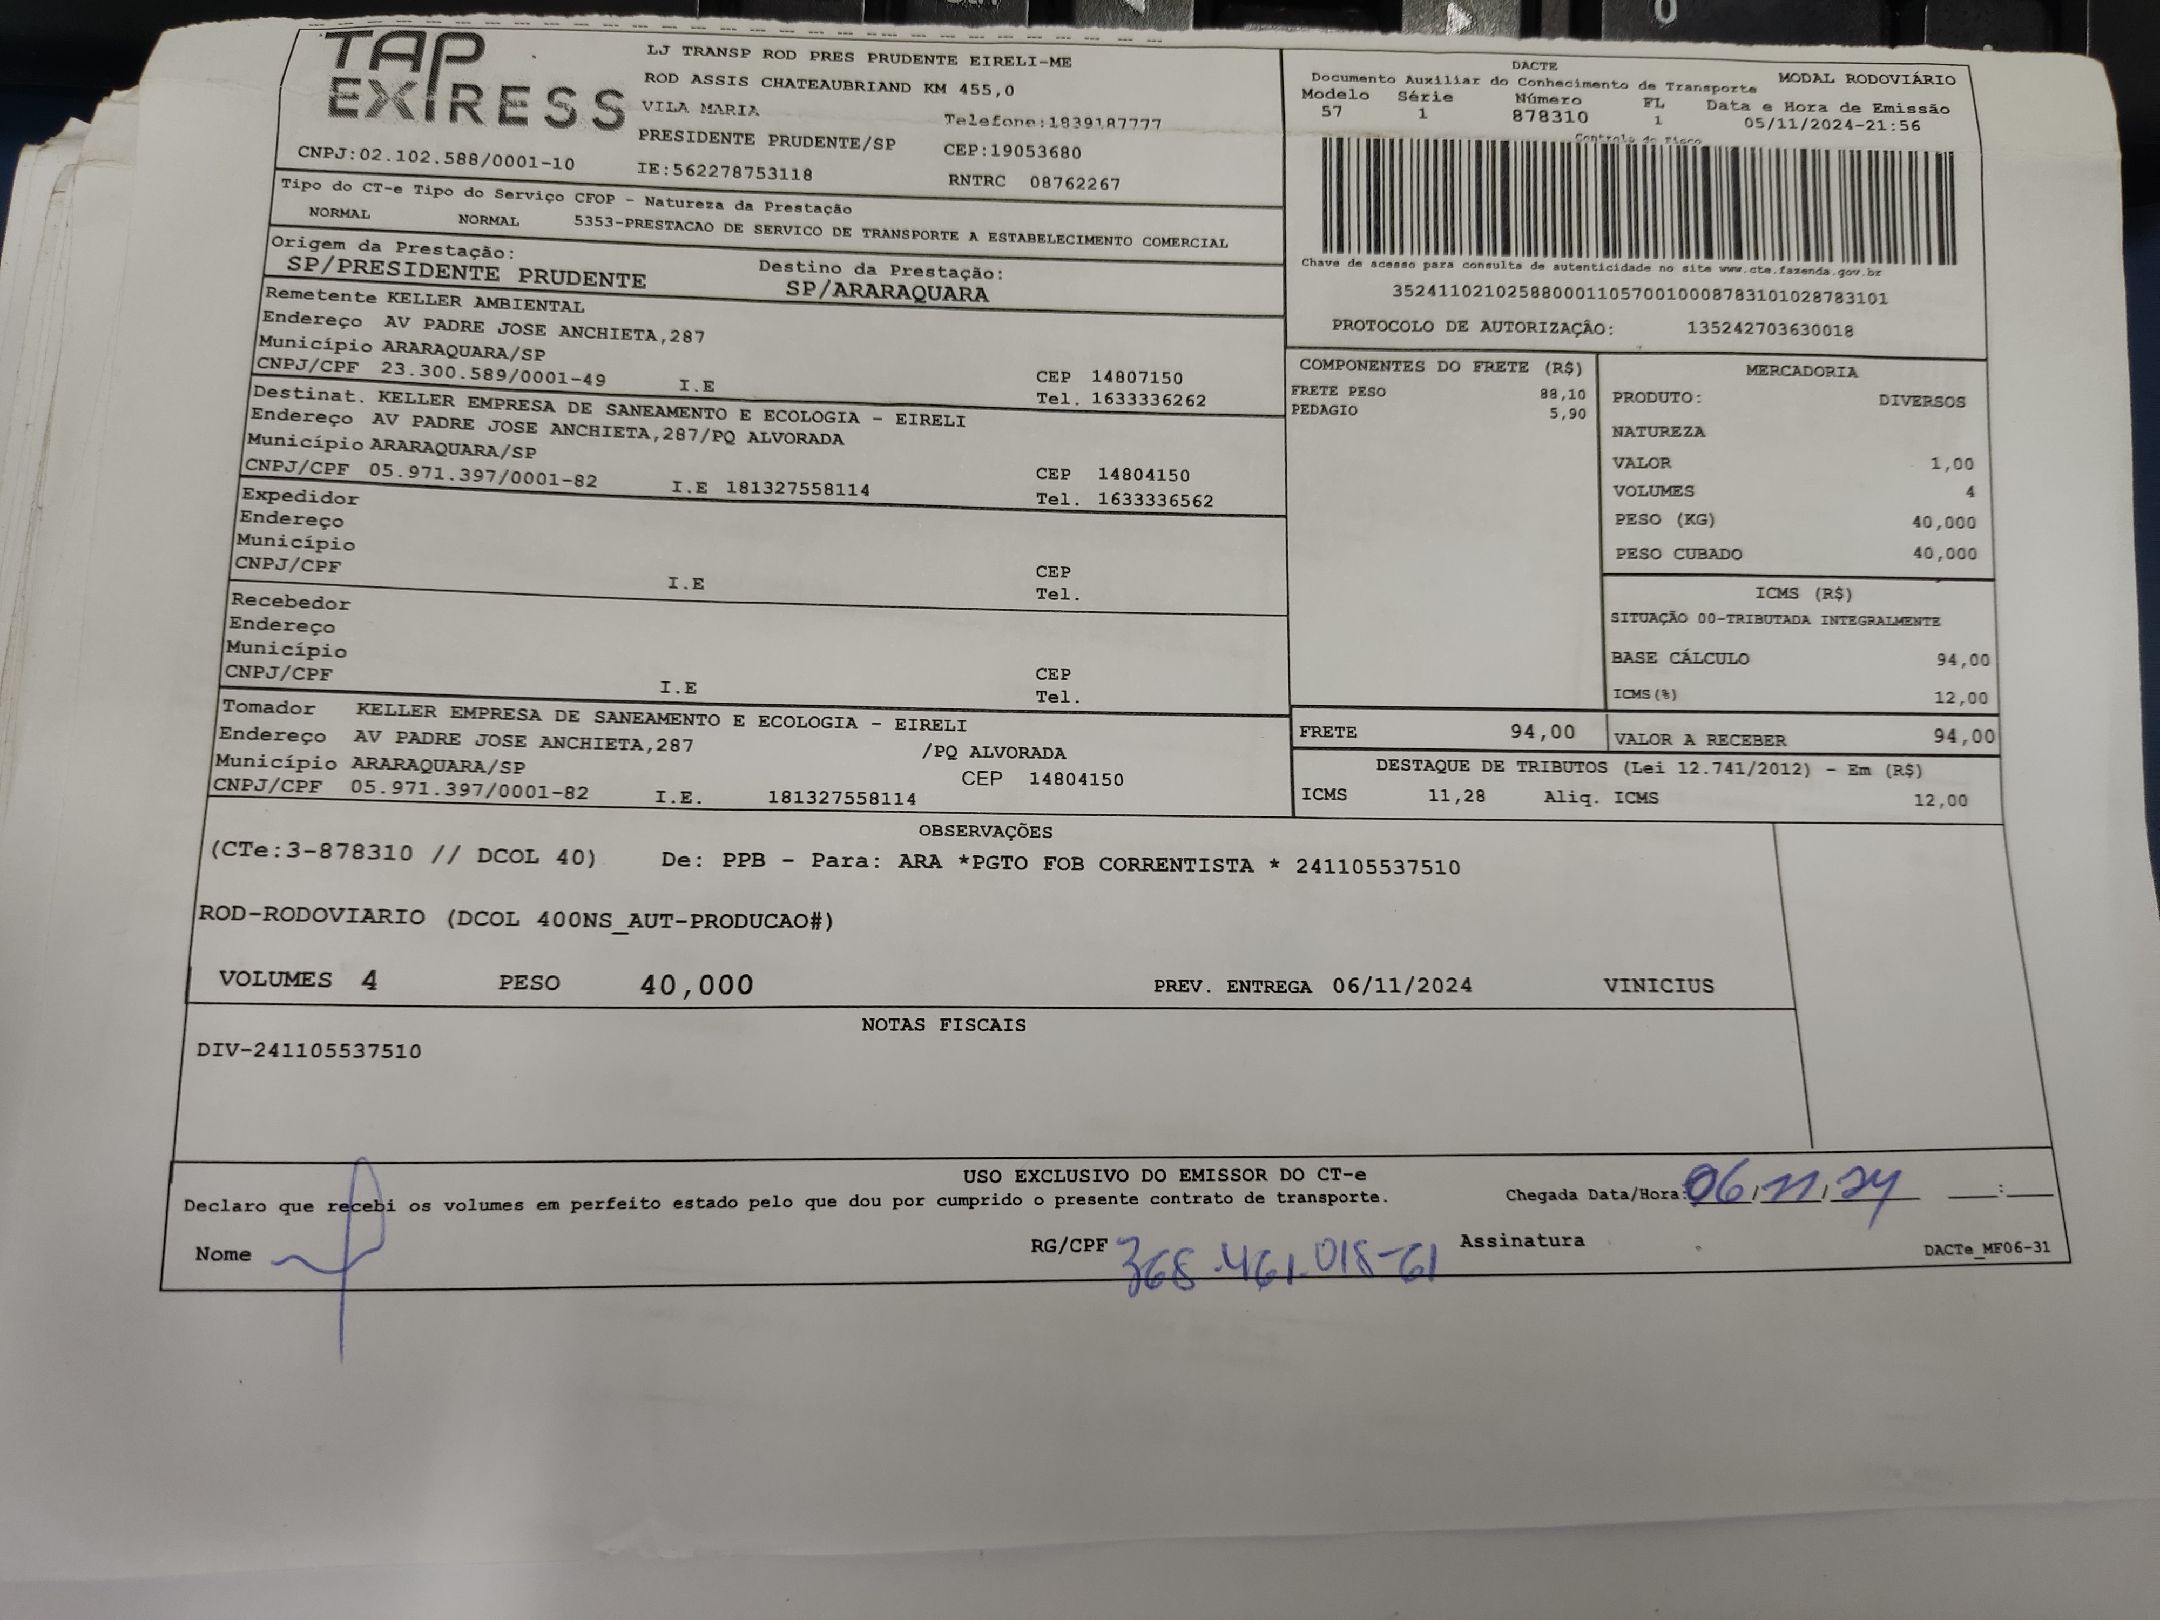 TAP EXPRESS
LJ TRANSP ROD PRES PRUDENTE EIRELI-ME
ROD ASSIS CHATEAUBRIAND KM 455,0
VILA MARIA
Telefone:1839187777
PRESIDENTE PRUDENTE/SP CEP:19053680
CNPJ:02.102.588/0001-10 IE:562278753118 RNTRC 08762267
DACTE
Documento Auxiliar do Conhecimento de Transporte MODAL RODOVIÁRIO
Modelo Série Número FL Data e Hora de Emissão
57 1 878310 1 05/11/2024-21:56
Controle do Fisco
Chave de acesso para consulta de autenticidade no site www.cte.fazenda.gov.br
35241102102588000110570010008783101028783101
PROTOCOLO DE AUTORIZAÇÃO: 135242703630018
Tipo do CT-e Tipo do Serviço CFOP - Natureza da Prestação
NORMAL NORMAL 5353-PRESTACAO DE SERVICO DE TRANSPORTE A ESTABELECIMENTO COMERCIAL
Origem da Prestação: Destino da Prestação:
SP/PRESIDENTE PRUDENTE SP/ARARAQUARA
Remetente KELLER AMBIENTAL
Endereço AV PADRE JOSE ANCHIETA,287
Município ARARAQUARA/SP CEP 14807150
CNPJ/CPF 23.300.589/0001-49 I.E Tel. 1633336262
Destinat. KELLER EMPRESA DE SANEAMENTO E ECOLOGIA - EIRELI
Endereço AV PADRE JOSE ANCHIETA,287/PQ ALVORADA
Município ARARAQUARA/SP CEP 14804150
CNPJ/CPF 05.971.397/0001-82 I.E 181327558114 Tel. 1633336562
Expedidor
Endereço
Município CEP
CNPJ/CPF I.E Tel.
Recebedor
Endereço
Município CEP
CNPJ/CPF I.E Tel.
Tomador KELLER EMPRESA DE SANEAMENTO E ECOLOGIA - EIRELI
Endereço AV PADRE JOSE ANCHIETA,287 /PQ ALVORADA
Município ARARAQUARA/SP CEP 14804150
CNPJ/CPF 05.971.397/0001-82 I.E. 181327558114
COMPONENTES DO FRETE (R$)
FRETE PESO 88,10
PEDAGIO 5,90
MERCADORIA
PRODUTO: DIVERSOS
NATUREZA
VALOR 1,00
VOLUMES 4
PESO (KG) 40,000
PESO CUBADO 40,000
ICMS (R$)
SITUAÇÃO 00-TRIBUTADA INTEGRALMENTE
BASE CÁLCULO 94,00
ICMS(%) 12,00
FRETE 94,00 VALOR A RECEBER 94,00
DESTAQUE DE TRIBUTOS (Lei 12.741/2012) - Em (R$)
ICMS 11,28 Aliq. ICMS 12,00
OBSERVAÇÕES
(CTe:3-878310 // DCOL 40) De: PPB - Para: ARA *PGTO FOB CORRENTISTA * 241105537510
ROD-RODOVIARIO (DCOL 400NS_AUT-PRODUCAO#)
VOLUMES 4 PESO 40,000 PREV. ENTREGA 06/11/2024 VINICIUS
NOTAS FISCAIS
DIV-241105537510
USO EXCLUSIVO DO EMISSOR DO CT-e
Declaro que recebi os volumes em perfeito estado pelo que dou por cumprido o presente contrato de transporte. Chegada Data/Hora: 06/11/24 __:__
Nome RG/CPF 368.461.018-61 Assinatura DACTe_MF06-31